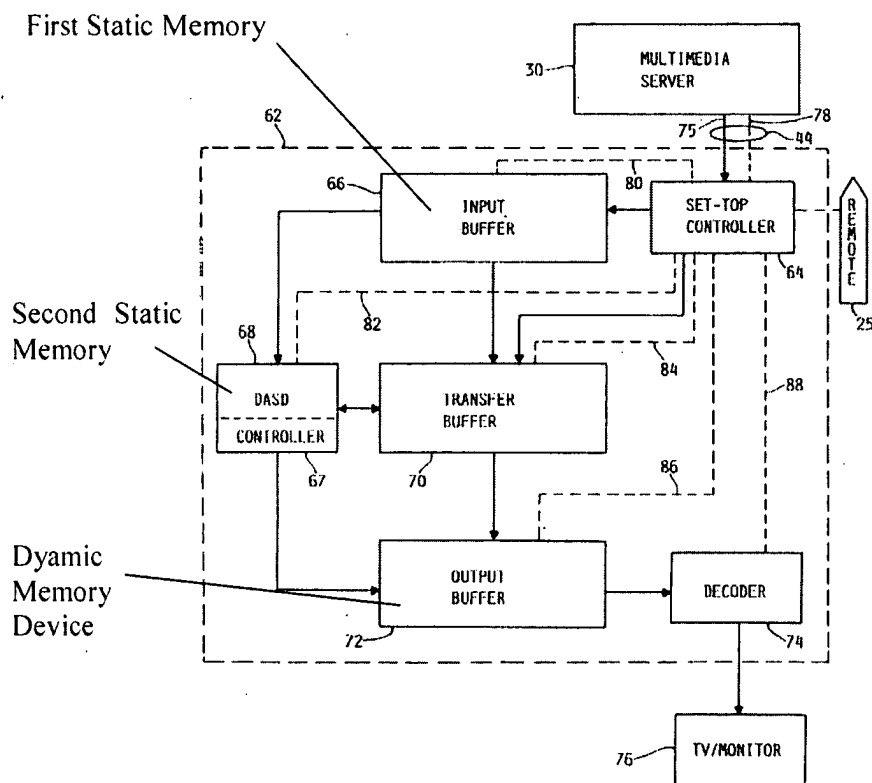 First Static Memory
MULTIMEDIA
SERVER
30
75
78
44
62
66
INPUT
BUFFER
80
SET-TOP
CONTROLLER
64
REMOTE
25
82
Second Static
Memory
68
DASD
CONTROLLER
67
TRANSFER
BUFFER
70
84
88
86
Dyamic
Memory
Device
OUTPUT
BUFFER
72
DECODER
74
76
TV/MONITOR